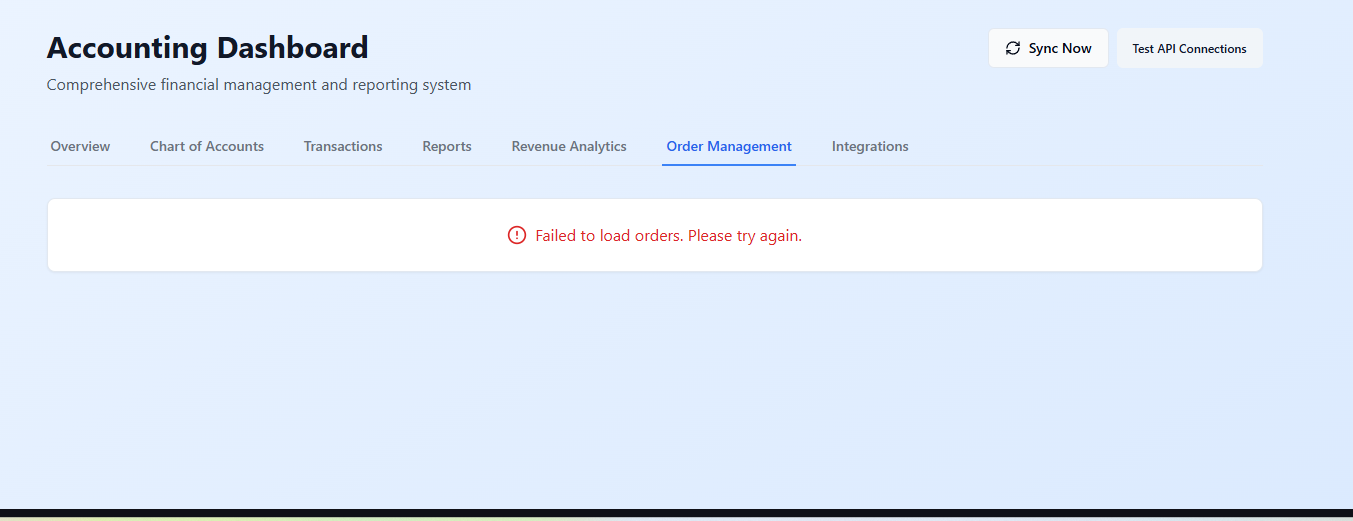 Accounting Dashboard
Comprehensive financial management and reporting system
Sync Now
Test API Connections
Overview
Chart of Accounts
Transactions
Reports
Revenue Analytics
Order Management
Integrations
Failed to load orders. Please try again.